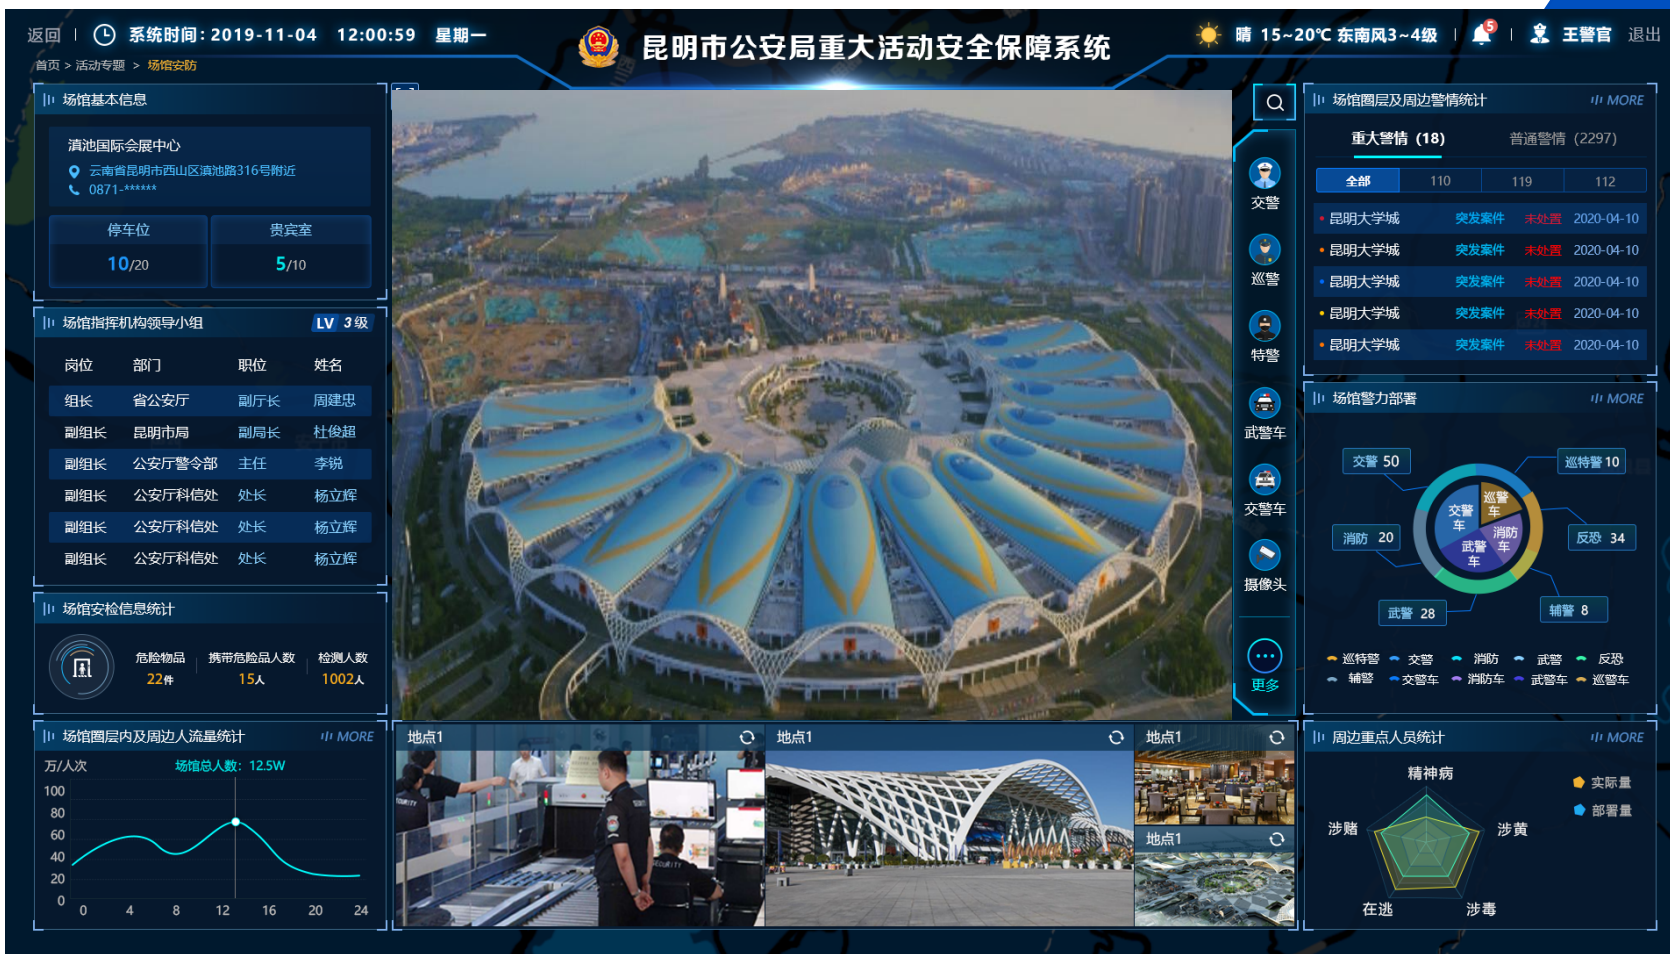 返回 系统时间：2019-11-04 12:00:59 星期一
昆明市公安局重大活动安全保障系统
晴 15~20℃ 东南风3~4级 5 王警官 退出
首页 > 活动专题 > 场馆安防
场馆基本信息
滇池国际会展中心
云南省昆明市西山区滇池路316号附近
0871-******
停车位 贵宾室
10/20 5/10
场馆指挥机构领导小组 LV 3级
岗位 部门 职位 姓名
组长 省公安厅 副厅长 周建忠
副组长 昆明市局 副局长 杜俊超
副组长 公安厅警令部 主任 李锐
副组长 公安厅科信处 处长 杨立辉
副组长 公安厅科信处 处长 杨立辉
副组长 公安厅科信处 处长 杨立辉
场馆安检信息统计
危险物品 携带危险品人数 检测人数
22件 15人 1002人
场馆圈层内及周边人流量统计 MORE
万/人次 场馆总人数：12.5W
100
80
60
40
20
0
0 4 8 12 16 20 24
交警
巡警
特警
武警车
交警车
摄像头
更多
地点1 地点1 地点1
地点1
SECURITY
场馆圈层及周边警情统计 MORE
重大警情 (18) 普通警情 (2297)
全部 110 119 112
昆明大学城 突发案件 未处置 2020-04-10
昆明大学城 突发案件 未处置 2020-04-10
昆明大学城 突发案件 未处置 2020-04-10
昆明大学城 突发案件 未处置 2020-04-10
昆明大学城 突发案件 未处置 2020-04-10
场馆警力部署 MORE
交警 50 巡特警 10
消防 20 反恐 34
武警 28 辅警 8
交警车 巡警车
武警车 消防车
巡特警 交警 消防 武警 反恐
辅警 交警车 消防车 武警车 巡警车
周边重点人员统计 MORE
精神病
涉赌 涉黄
在逃 涉毒
实际量
部署量